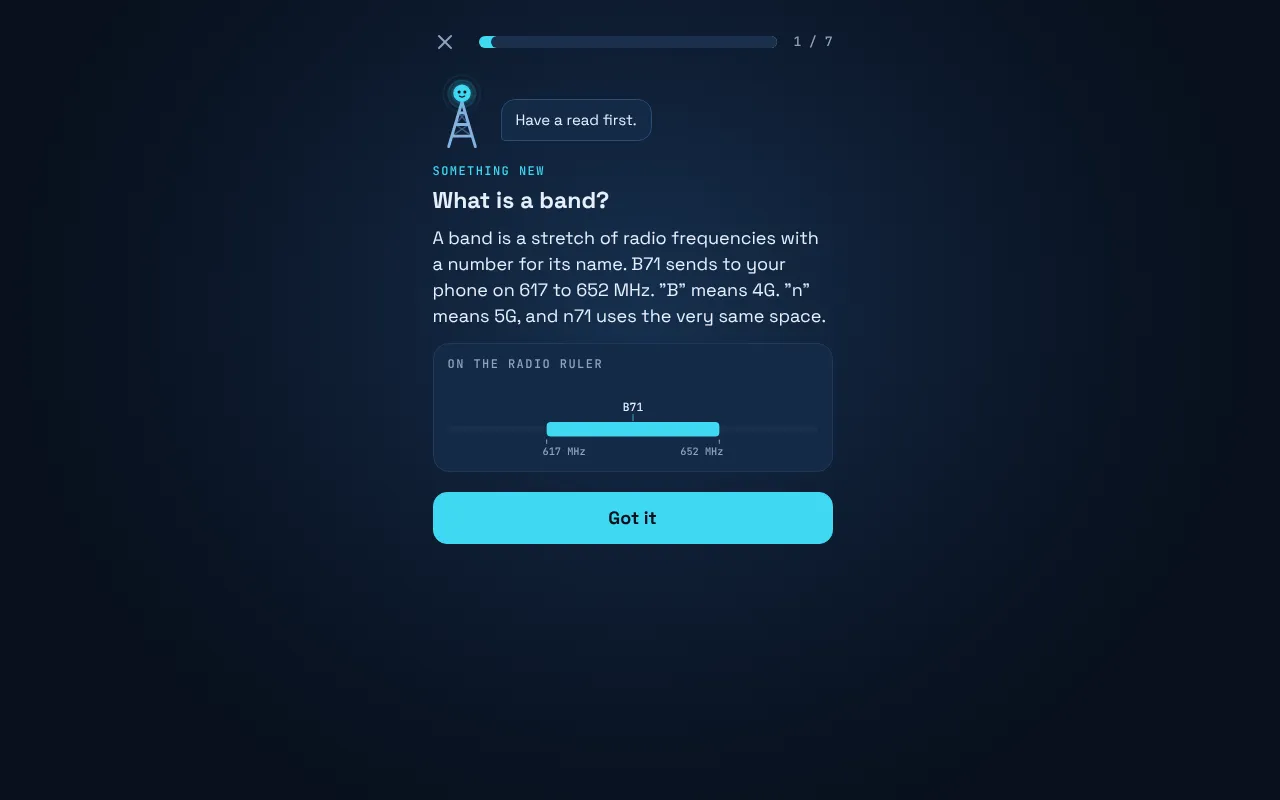 1 / 7
Have a read first.
SOMETHING NEW
What is a band?
A band is a stretch of radio frequencies with
a number for its name. B71 sends to your
phone on 617 to 652 MHz. ”B” means 4G. ”n”
means 5G, and n71 uses the very same space.
ON THE RADIO RULER
B71
617 MHz 652 MHz
Got it